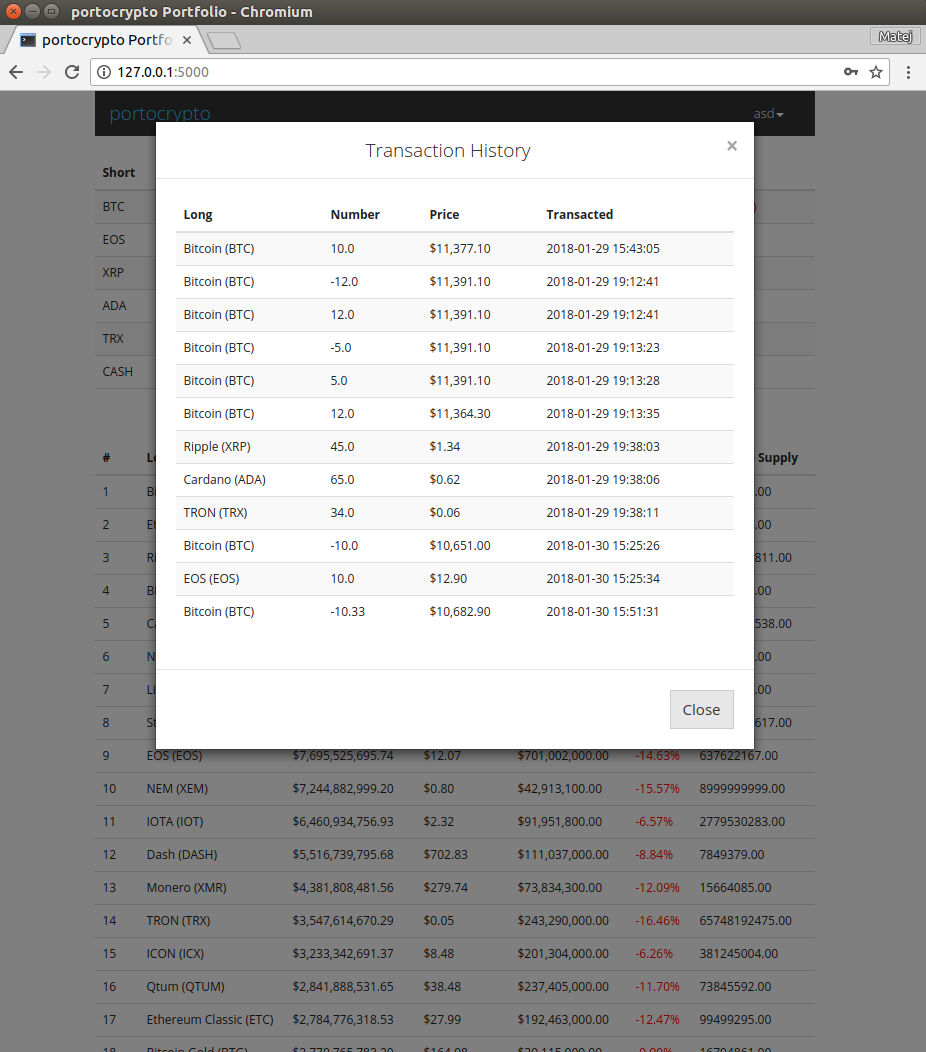 portocrypto Portfolio - Chromium
portocrypto Portfo
Matej
127.0.0.1:5000
portocrypto
asd
Transaction History
×
Short
BTC
EOS
XRP
ADA
TRX
CASH
Long Number Price Transacted
Bitcoin (BTC) 10.0 $11,377.10 2018-01-29 15:43:05
Bitcoin (BTC) -12.0 $11,391.10 2018-01-29 19:12:41
Bitcoin (BTC) 12.0 $11,391.10 2018-01-29 19:12:41
Bitcoin (BTC) -5.0 $11,391.10 2018-01-29 19:13:23
Bitcoin (BTC) 5.0 $11,391.10 2018-01-29 19:13:28
Bitcoin (BTC) 12.0 $11,364.30 2018-01-29 19:13:35
Ripple (XRP) 45.0 $1.34 2018-01-29 19:38:03
Cardano (ADA) 65.0 $0.62 2018-01-29 19:38:06
TRON (TRX) 34.0 $0.06 2018-01-29 19:38:11
Bitcoin (BTC) -10.0 $10,651.00 2018-01-30 15:25:26
EOS (EOS) 10.0 $12.90 2018-01-30 15:25:34
Bitcoin (BTC) -10.33 $10,682.90 2018-01-30 15:51:31
Close
# Supply
1 .00
2 .00
3 811.00
4 .00
5 538.00
6 .00
7 .00
8 617.00
9 EOS (EOS) $7,695,525,695.74 $12.07 $701,002,000.00 -14.63% 637622167.00
10 NEM (XEM) $7,244,882,999.20 $0.80 $42,913,100.00 -15.57% 8999999999.00
11 IOTA (IOT) $6,460,934,756.93 $2.32 $91,951,800.00 -6.57% 2779530283.00
12 Dash (DASH) $5,516,739,795.68 $702.83 $111,037,000.00 -8.84% 7849379.00
13 Monero (XMR) $4,381,808,481.56 $279.74 $73,834,300.00 -12.09% 15664085.00
14 TRON (TRX) $3,547,614,670.29 $0.05 $243,290,000.00 -16.46% 65748192475.00
15 ICON (ICX) $3,233,342,691.37 $8.48 $201,304,000.00 -6.26% 381245004.00
16 Qtum (QTUM) $2,841,888,531.65 $38.48 $237,405,000.00 -11.70% 73845592.00
17 Ethereum Classic (ETC) $2,784,776,318.53 $27.99 $192,463,000.00 -12.47% 99499295.00